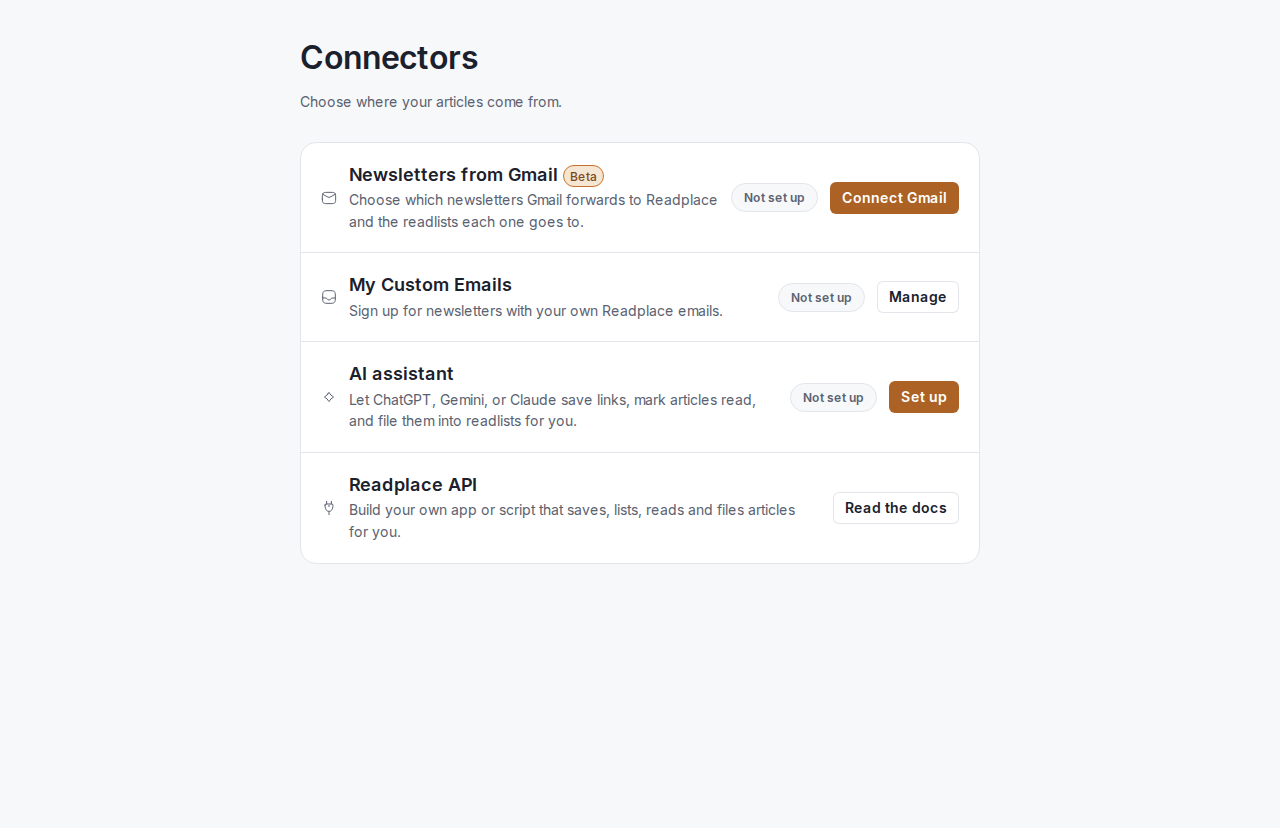 Connectors
Choose where your articles come from.
Newsletters from Gmail Beta
Choose which newsletters Gmail forwards to Readplace
and the readlists each one goes to.
Not set up
Connect Gmail
My Custom Emails
Sign up for newsletters with your own Readplace emails.
Not set up
Manage
AI assistant
Let ChatGPT, Gemini, or Claude save links, mark articles read,
and file them into readlists for you.
Not set up
Set up
Readplace API
Build your own app or script that saves, lists, reads and files articles
for you.
Read the docs